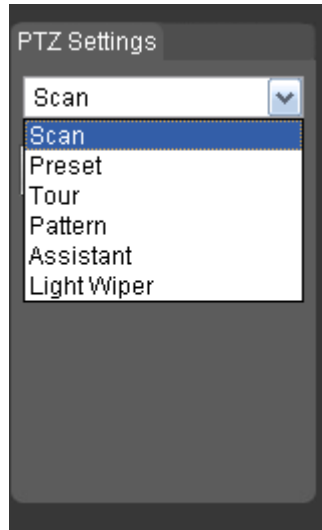 PTZ Settings
Scan
Scan
Preset
Tour
Pattern
Assistant
Light Wiper